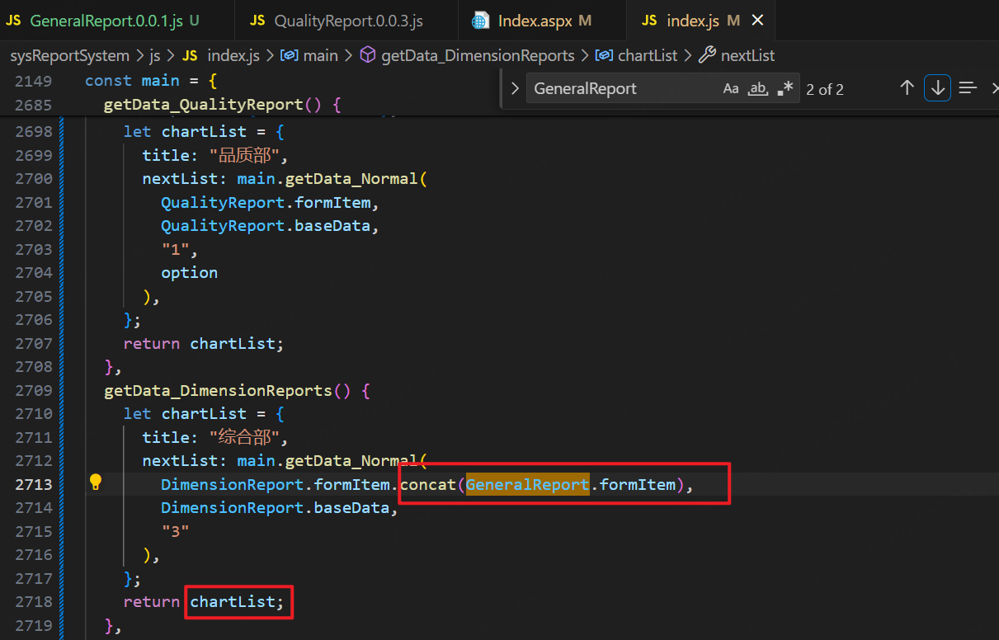 JS GeneralReport.0.0.1.js U JS QualityReport.0.0.3.js Index.aspx M JS index.js M
sysReportSystem > js > JS index.js > main > getData_DimensionReports > chartList > nextList
GeneralReport Aa ab .* 2 of 2
2149 const main = {
2685 getData_QualityReport() {
2698 let chartList = {
2699 title: "品质部",
2700 nextList: main.getData_Normal(
2701 QualityReport.formItem,
2702 QualityReport.baseData,
2703 "1",
2704 option
2705 ),
2706 };
2707 return chartList;
2708 },
2709 getData_DimensionReports() {
2710 let chartList = {
2711 title: "综合部",
2712 nextList: main.getData_Normal(
2713 DimensionReport.formItem.concat(GeneralReport.formItem),
2714 DimensionReport.baseData,
2715 "3"
2716 ),
2717 };
2718 return chartList;
2719 },